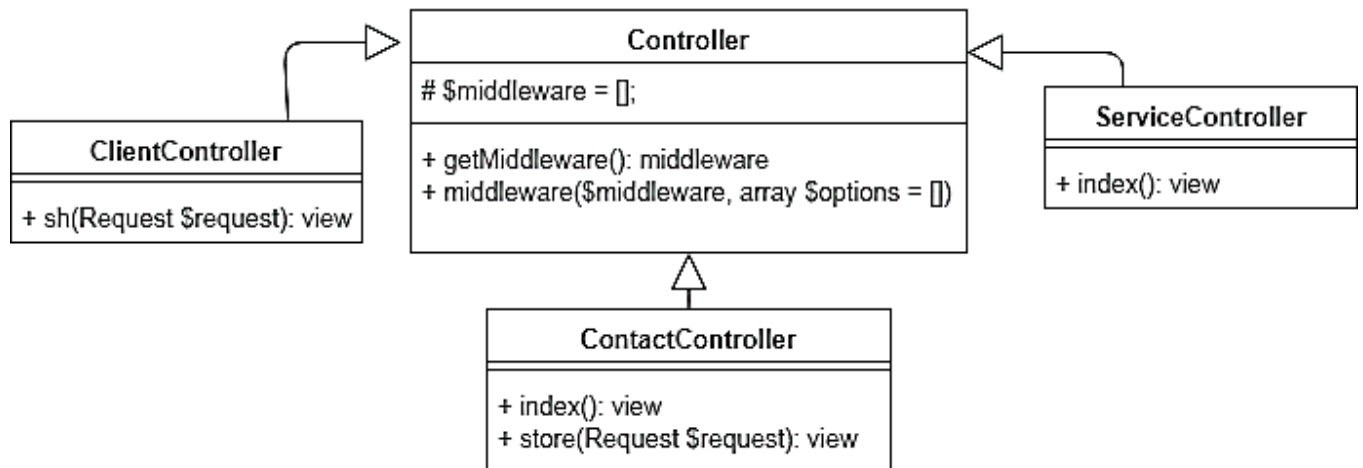 Controller
# $middleware = [];
+ getMiddleware(): middleware
+ middleware($middleware, array $options = [])
ClientController
+ sh(Request $request): view
ServiceController
+ index(): view
ContactController
+ index(): view
+ store(Request $request): view